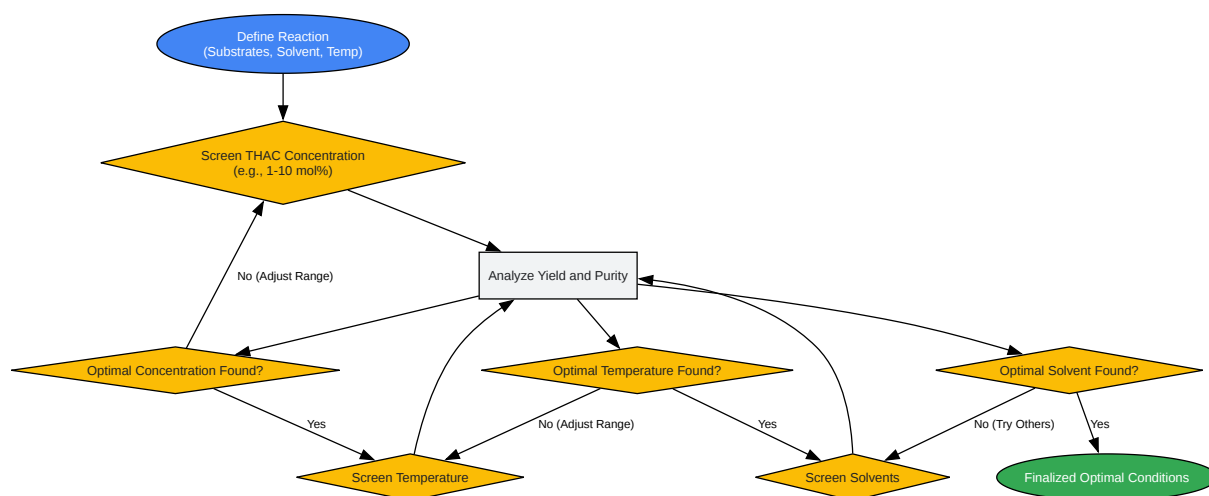 Define Reaction
(Substrates, Solvent, Temp)
Screen THAC Concentration
(e.g., 1-10 mol%)
No (Adjust Range)
Analyze Yield and Purity
Optimal Concentration Found?
Optimal Temperature Found?
Optimal Solvent Found?
Yes
No (Adjust Range)
Yes
No (Try Others)
Yes
Screen Temperature
Screen Solvents
Finalized Optimal Conditions